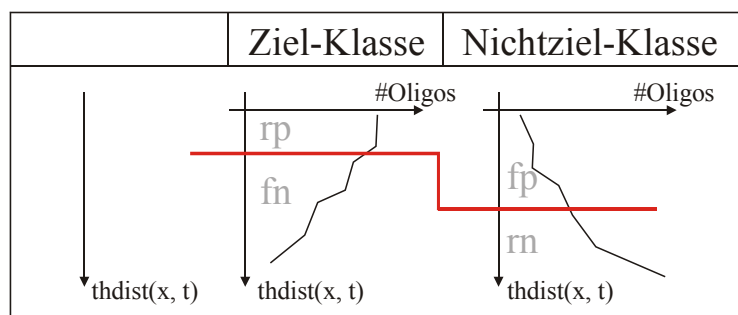 Ziel-Klasse Nichtziel-Klasse
#Oligos #Oligos
rp
fn fp
rn
thdist(x, t) thdist(x, t) thdist(x, t)